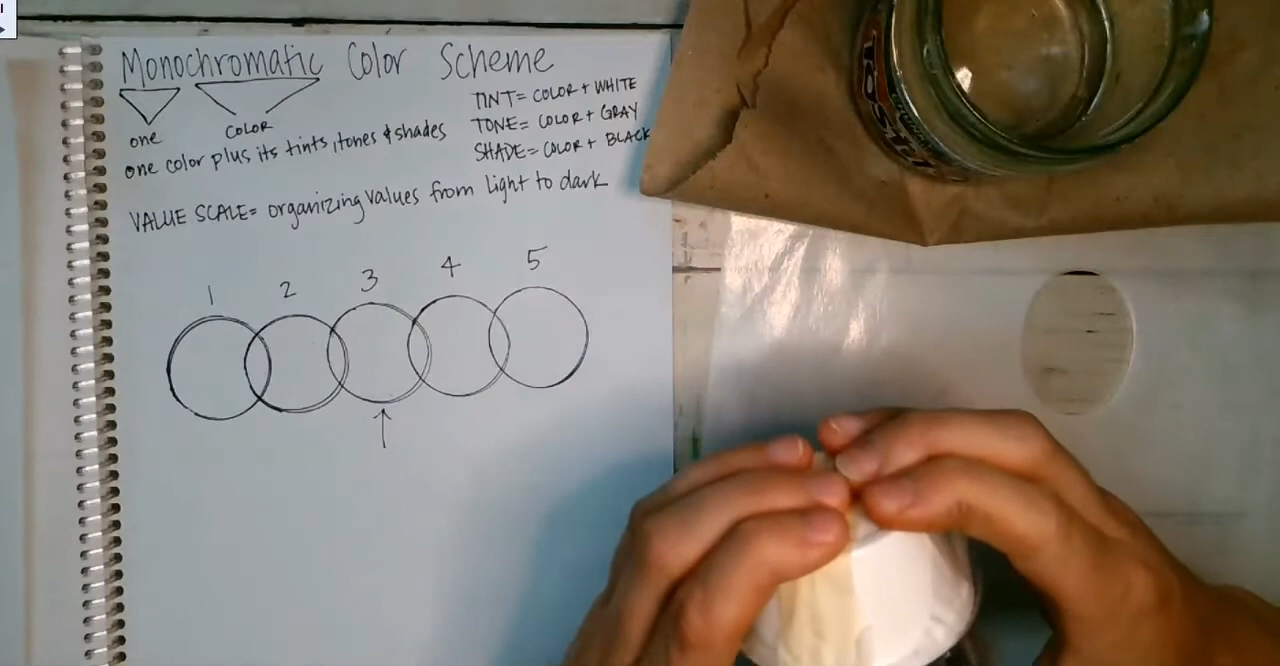 Monochromatic Color Scheme
one COLOR
one color plus its tints, tones & shades
TINT = COLOR + WHITE
TONE = COLOR + GRAY
SHADE = COLOR + BLACK
VALUE SCALE = organizing values from light to dark
1 2 3 4 5